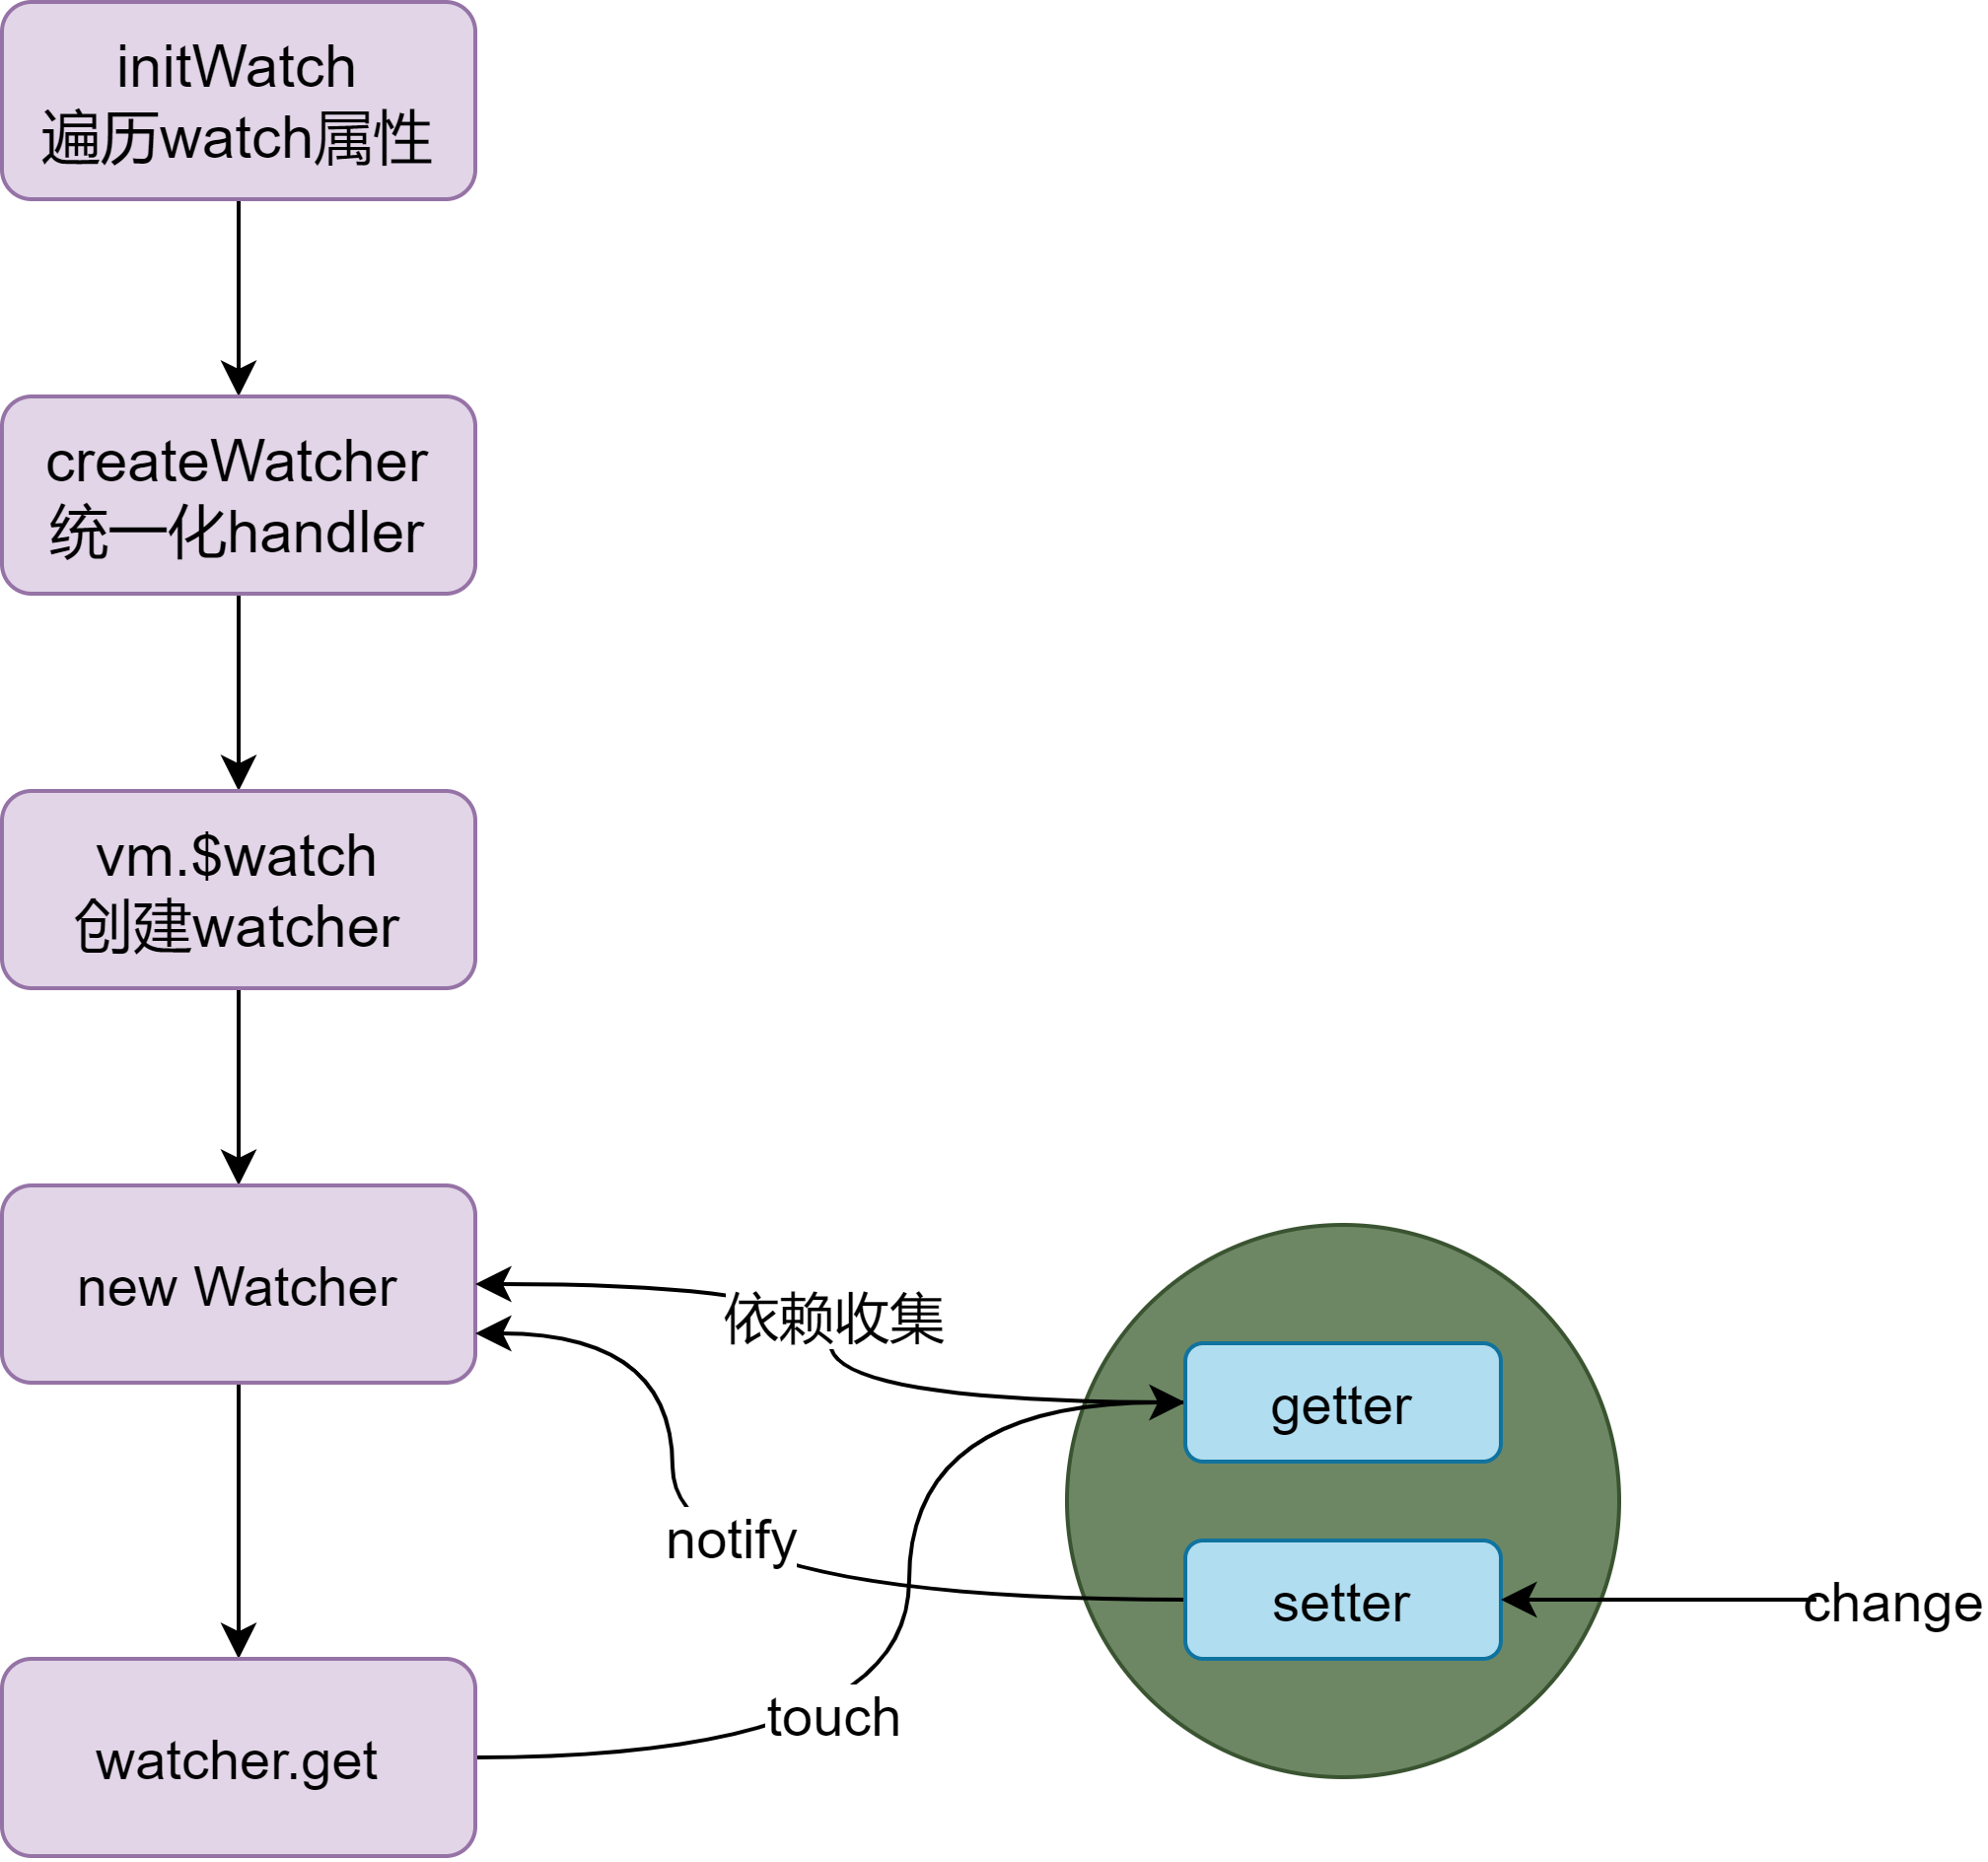 initWatch
遍历watch属性
createWatcher
统一化handler
vm.$watch
创建watcher
new Watcher
依赖收集
getter
notify
setter
change
touch
watcher.get